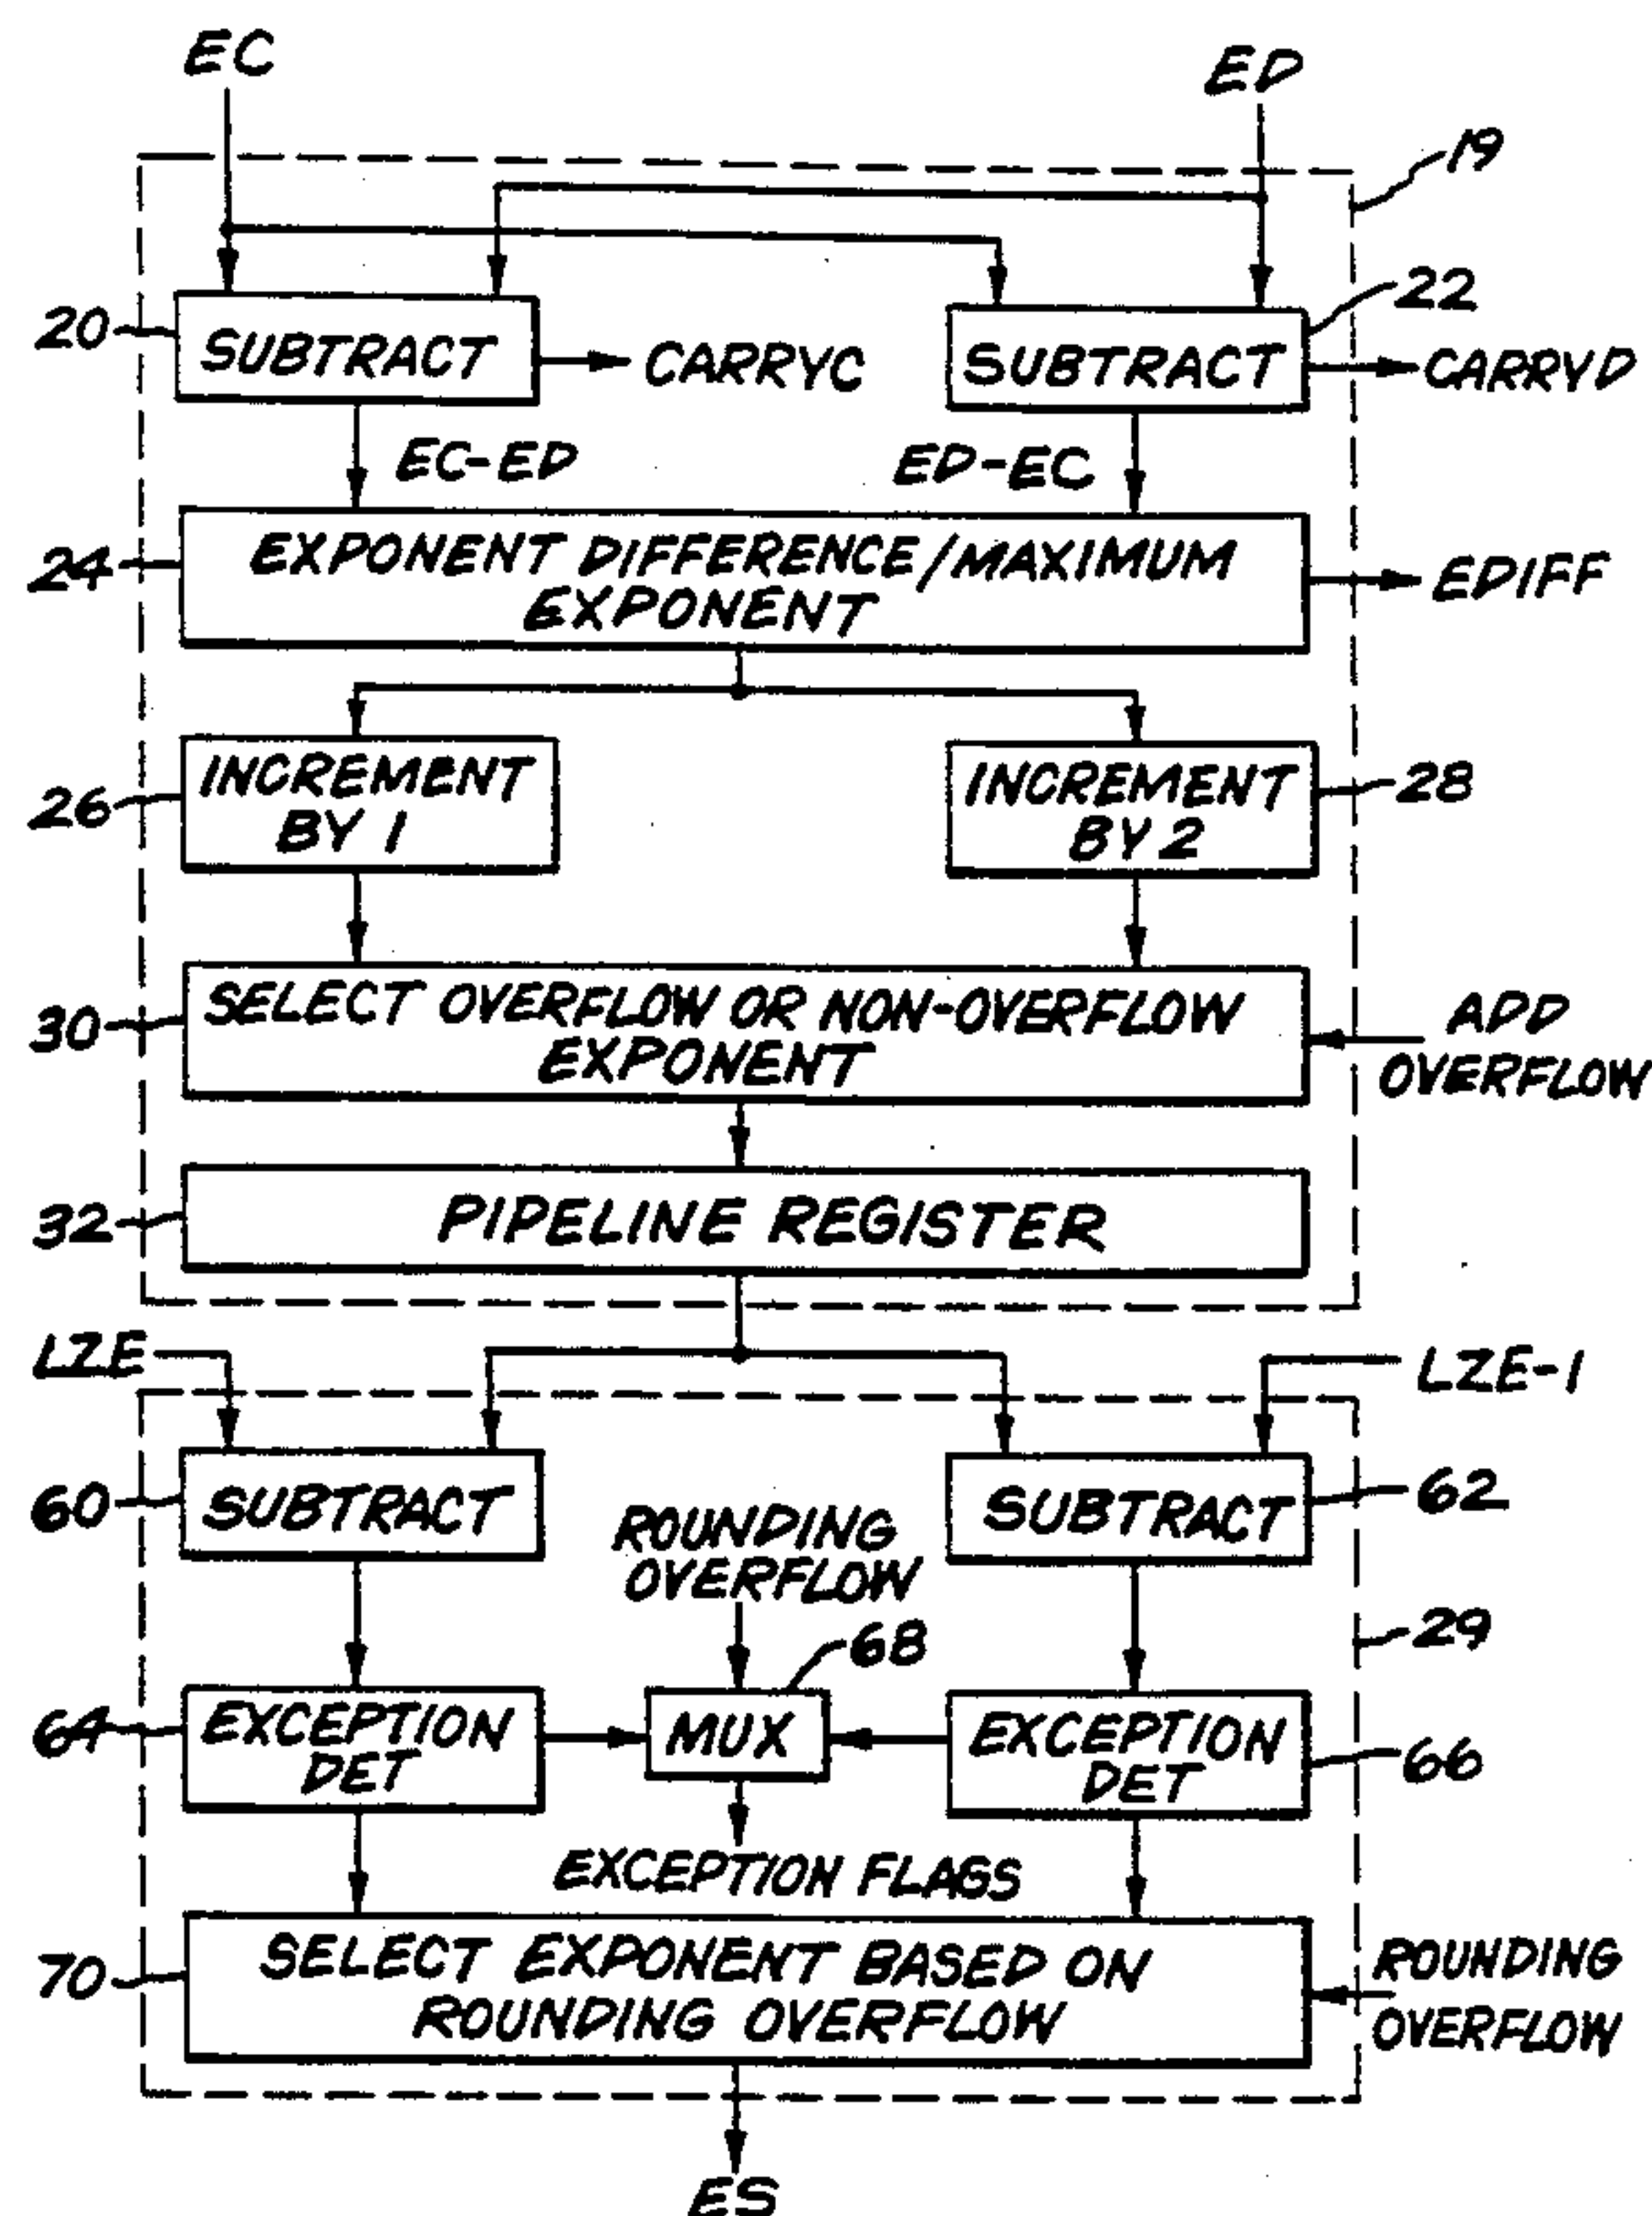 EC
ED
19
20
SUBTRACT
CARRYC
22
SUBTRACT
CARRYD
EC-ED
ED-EC
24
EXPONENT DIFFERENCE/MAXIMUM
EXPONENT
EDIFF
26
INCREMENT
BY 1
INCREMENT
BY 2
28
30
SELECT OVERFLOW OR NON-OVERFLOW
EXPONENT
ADD
OVERFLOW
32
PIPELINE REGISTER
LZE
LZE-1
60
SUBTRACT
ROUNDING
OVERFLOW
SUBTRACT
62
29
68
64
EXCEPTION
DET
MUX
EXCEPTION
DET
66
EXCEPTION FLAGS
70
SELECT EXPONENT BASED ON
ROUNDING OVERFLOW
ROUNDING
OVERFLOW
ES